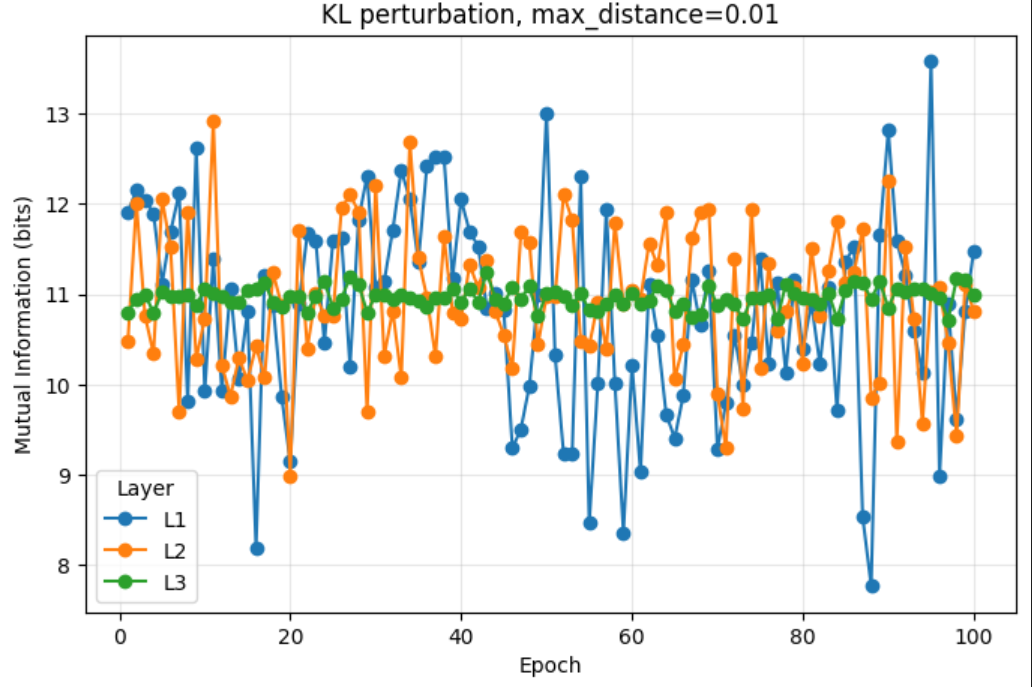 KL perturbation, max_distance=0.01
Mutual Information (bits)
13
12
11
10
9
8
Layer
L1
L2
L3
0 20 40 60 80 100
Epoch